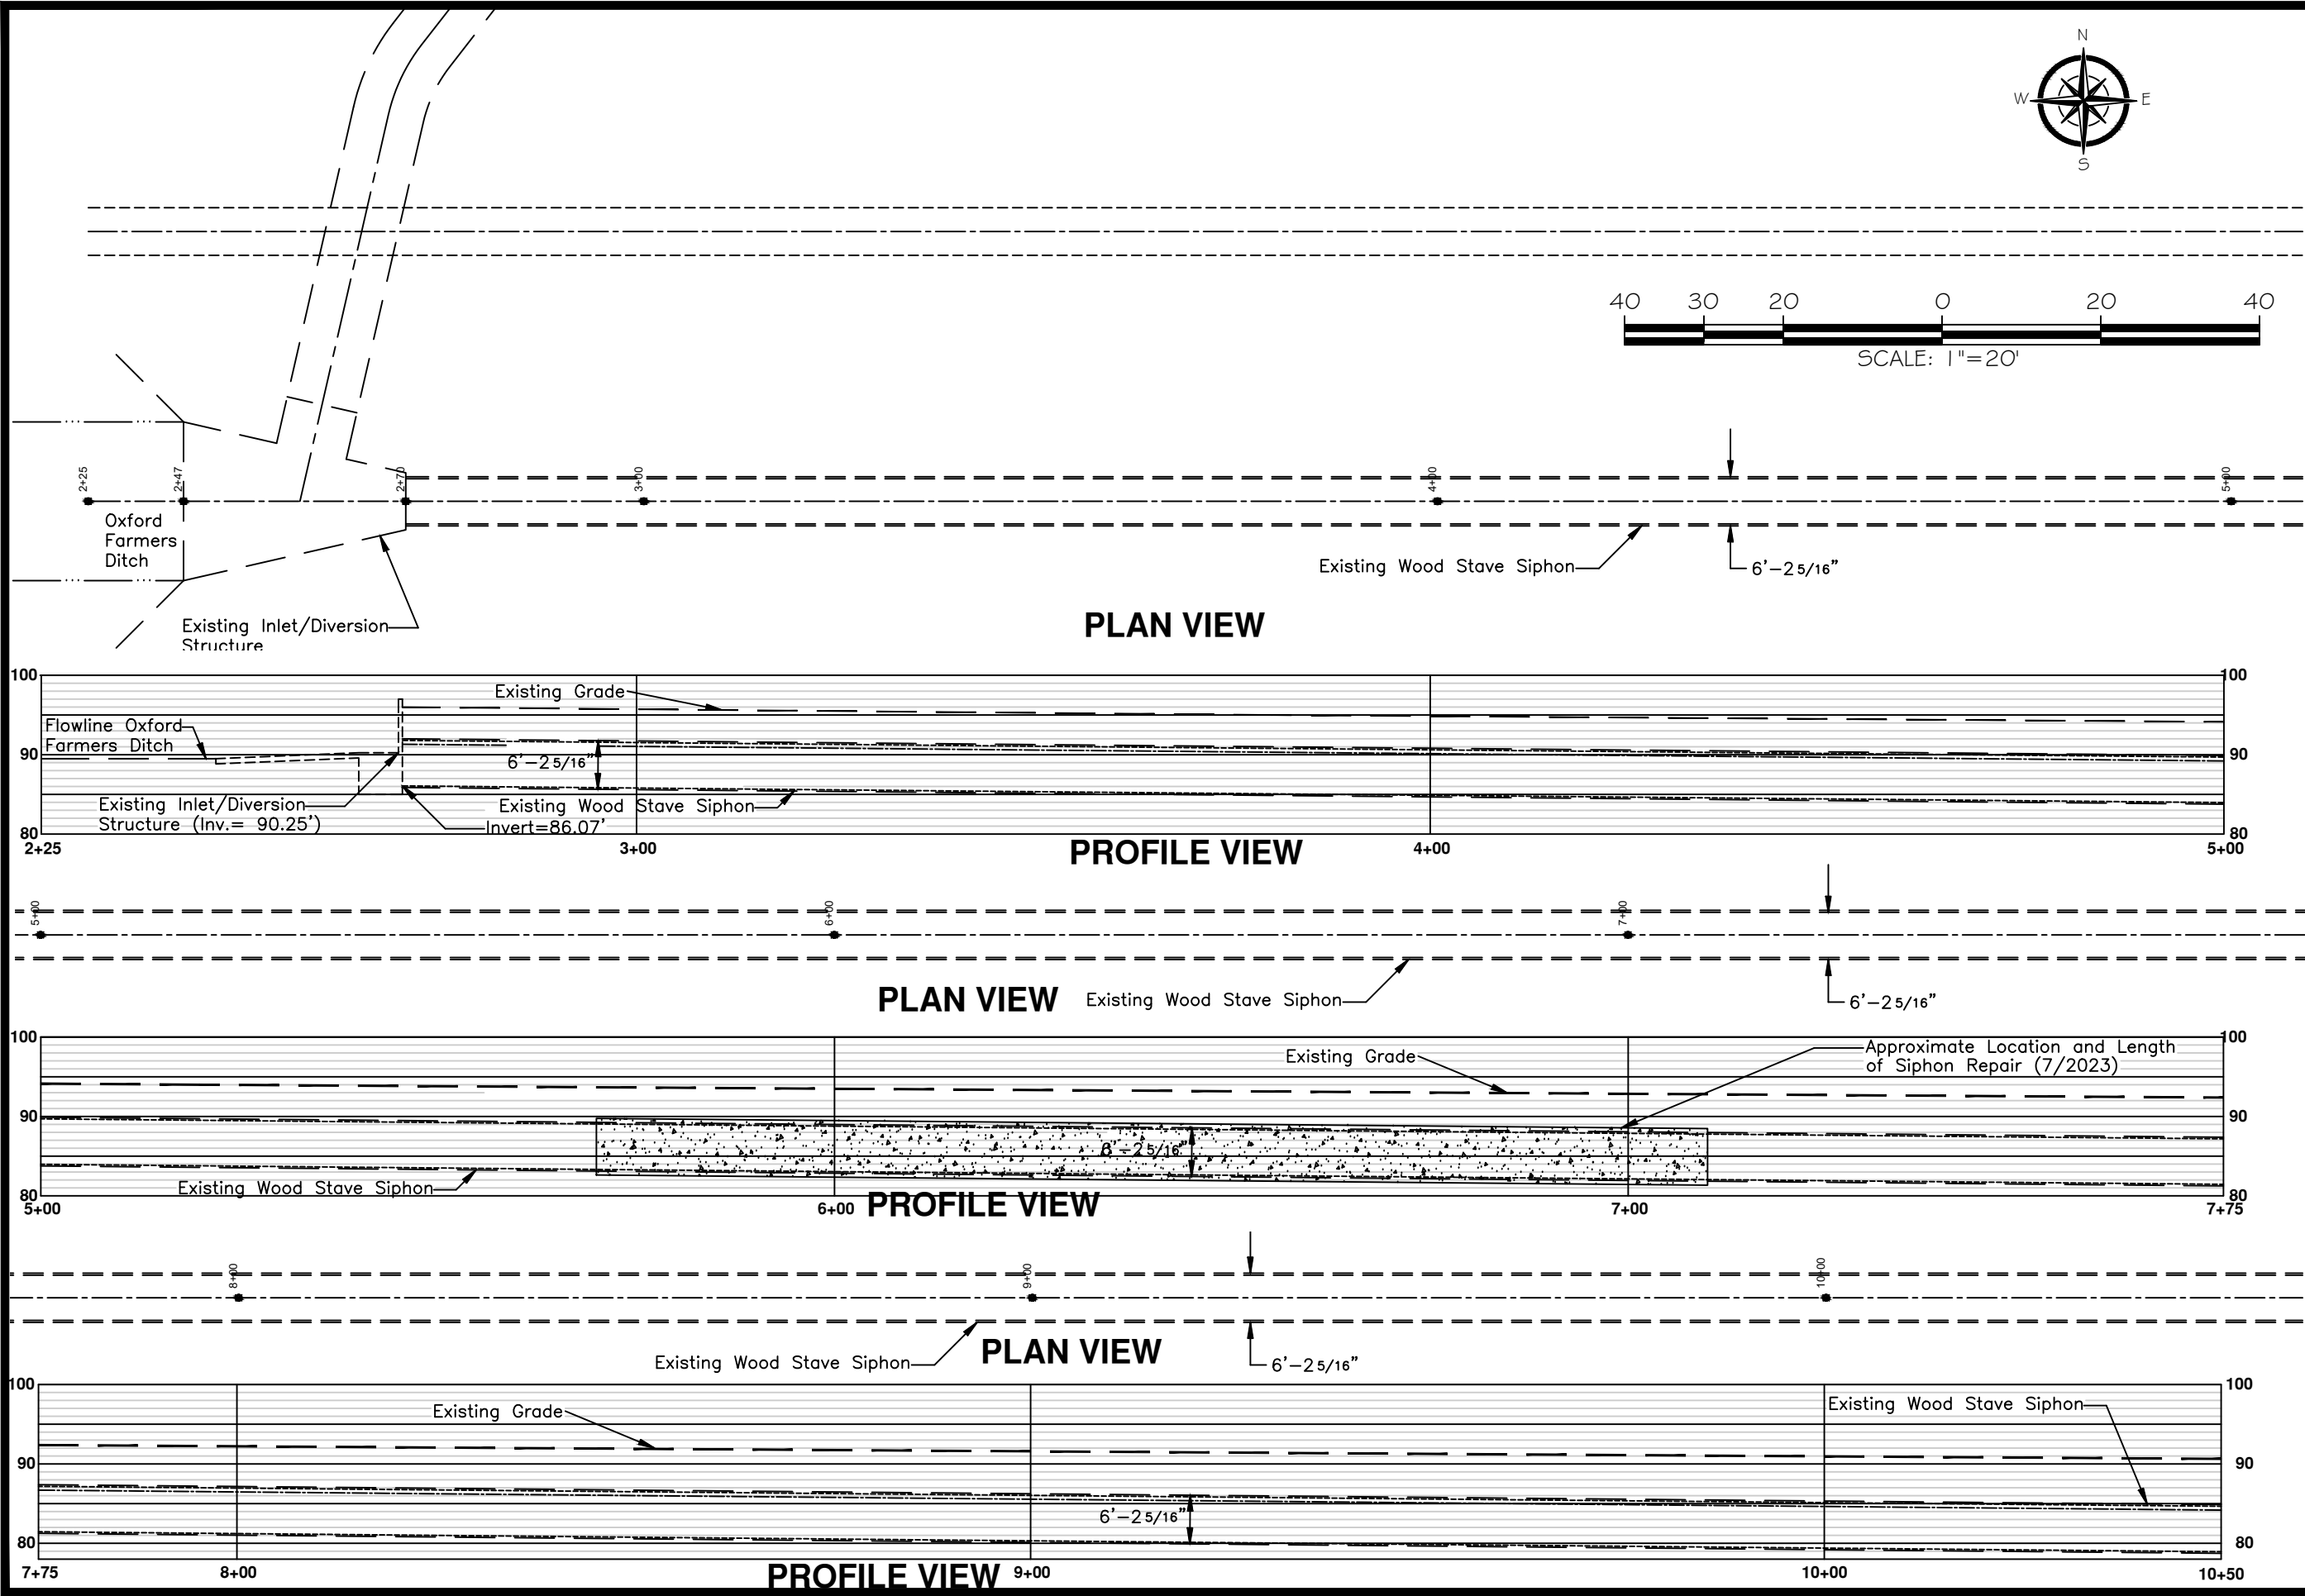 N
W E
S
40 30 20 0 20 40
SCALE: 1"=20'
2+25
2+47
2+70
3+00
4+00
5+00
Oxford
Farmers
Ditch
Existing Wood Stave Siphon
6'-2 5/16"
Existing Inlet/Diversion
Structure
PLAN VIEW
100
100
Existing Grade
Flowline Oxford
Farmers Ditch
90
90
6'-2 5/16"
Existing Inlet/Diversion
Structure (Inv.= 90.25')
Existing Wood Stave Siphon
Invert=86.07'
80
80
2+25
3+00
4+00
5+00
PROFILE VIEW
5+00
6+00
7+00
PLAN VIEW
Existing Wood Stave Siphon
6'-2 5/16"
100
100
Existing Grade
Approximate Location and Length
of Siphon Repair (7/2023)
90
90
-2 5/16"
Existing Wood Stave Siphon
80
80
5+00
6+00
7+00
7+75
PROFILE VIEW
8+00
9+00
10+00
Existing Wood Stave Siphon
PLAN VIEW
6'-2 5/16"
100
100
Existing Grade
Existing Wood Stave Siphon
90
90
6'-2 5/16"
80
80
7+75
8+00
9+00
10+00
10+50
PROFILE VIEW